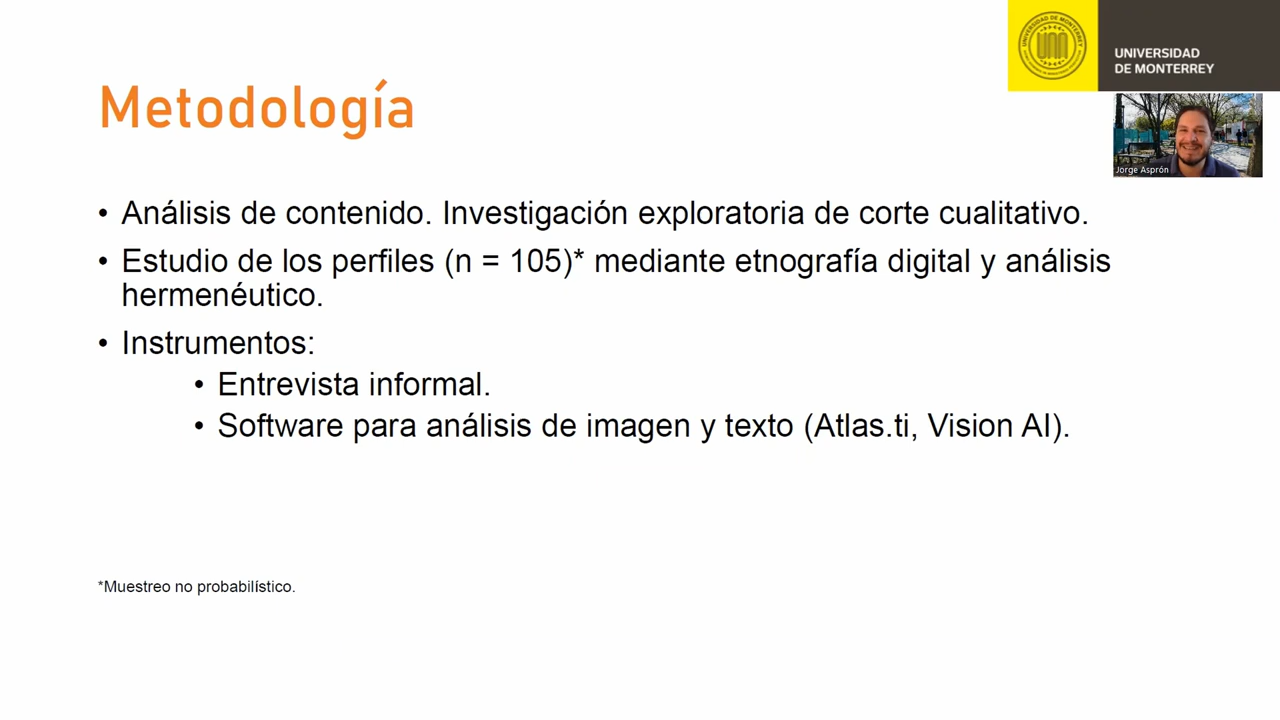 UNIVERSIDAD
DE MONTERREY
Metodología
Jorge Asprón
• Análisis de contenido. Investigación exploratoria de corte cualitativo.
• Estudio de los perfiles (n = 105)* mediante etnografía digital y análisis
hermenéutico.
• Instrumentos:
• Entrevista informal.
• Software para análisis de imagen y texto (Atlas.ti, Vision AI).
*Muestreo no probabilístico.